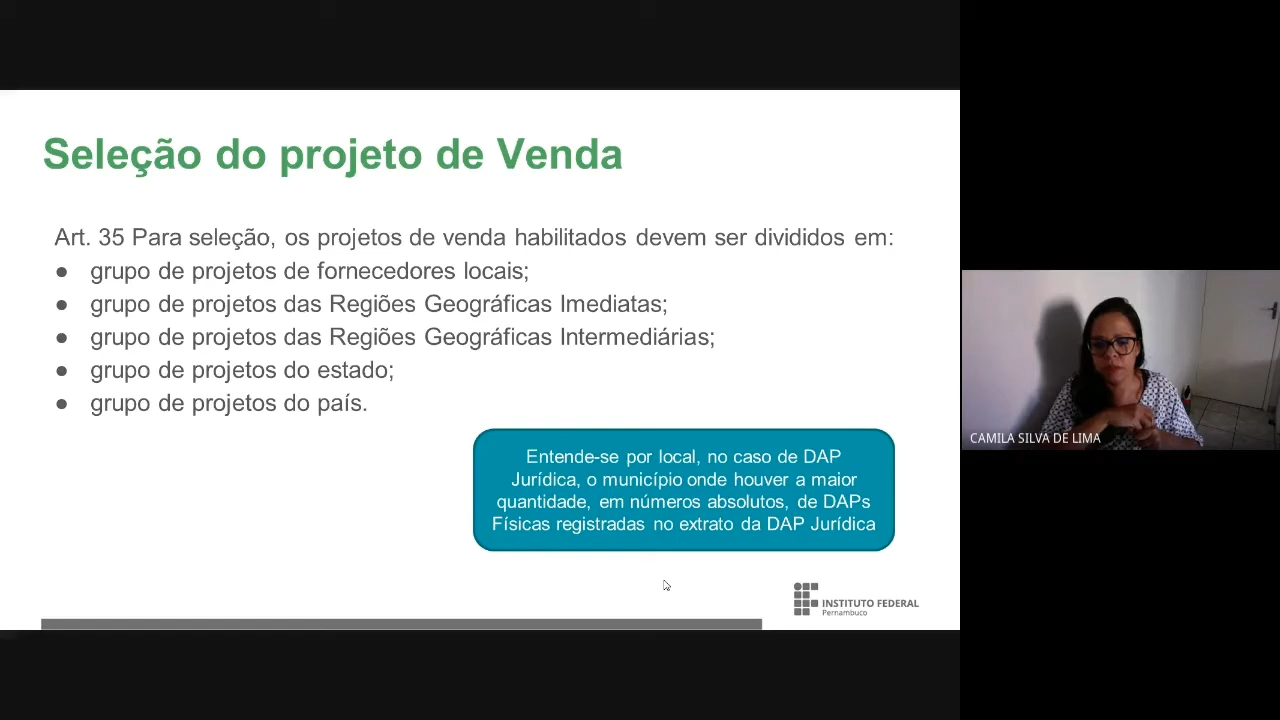 Seleção do projeto de Venda
Art. 35 Para seleção, os projetos de venda habilitados devem ser divididos em:
● grupo de projetos de fornecedores locais;
● grupo de projetos das Regiões Geográficas Imediatas;
● grupo de projetos das Regiões Geográficas Intermediárias;
● grupo de projetos do estado;
● grupo de projetos do país.
Entende-se por local, no caso de DAP
Jurídica, o município onde houver a maior
quantidade, em números absolutos, de DAPs
Físicas registradas no extrato da DAP Jurídica
INSTITUTO FEDERAL
Pernambuco
CAMILA SILVA DE LIMA